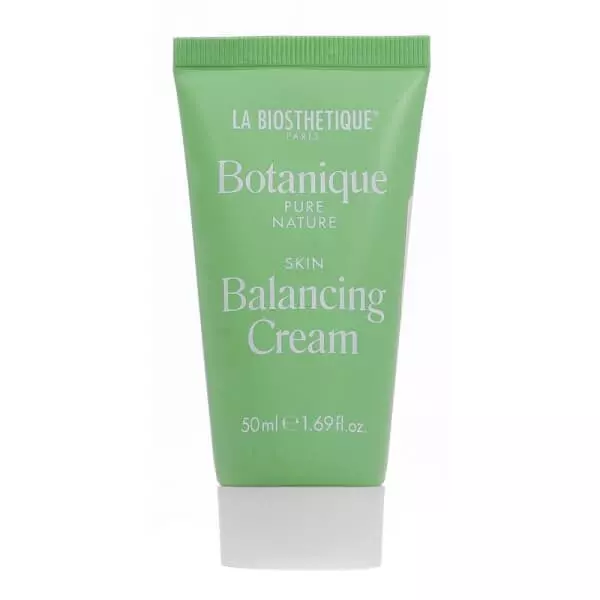 LA BIOSTHETIQUE®
PARIS
Botanique
PURE
NATURE
SKIN
Balancing
Cream
50ml ℮ 1.69fl.oz.